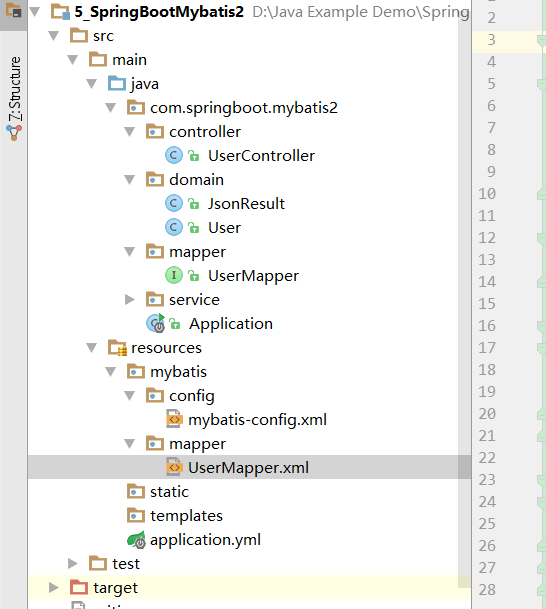 5_SpringBootMybatis2 D:\Java Example Demo\Spring
src
main
java
com.springboot.mybatis2
controller
C UserController
domain
C JsonResult
C User
mapper
I UserMapper
service
C Application
resources
mybatis
config
mybatis-config.xml
mapper
UserMapper.xml
static
templates
application.yml
test
target
7: Structure
2
3
4
5
6
7
8
9
10
11
12
13
14
15
16
17
18
19
20
21
22
23
24
25
26
27
28